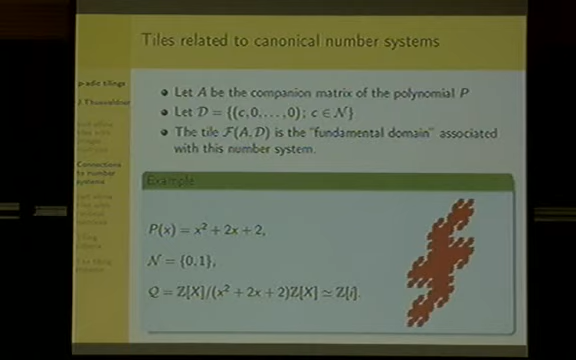 Tiles related to canonical number systems
p-adic tilings
J. Thuswaldner
Connections
to number
systems
Let A be the companion matrix of the polynomial P
Let 𝒟 = {(c, 0, . . . , 0) ; c ∈ 𝒩}
The tile ℱ(A, 𝒟) is the "fundamental domain" associated
with this number system.
Example
P(x) = x² + 2x + 2,
𝒩 = {0, 1},
𝒬 = ℤ[X]/(x² + 2x + 2)ℤ[X] ≃ ℤ[i].